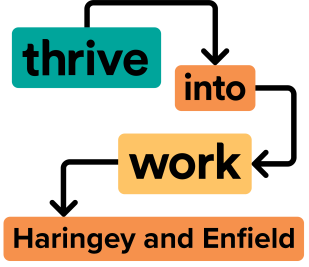 thrive
into
work
Haringey and Enfield